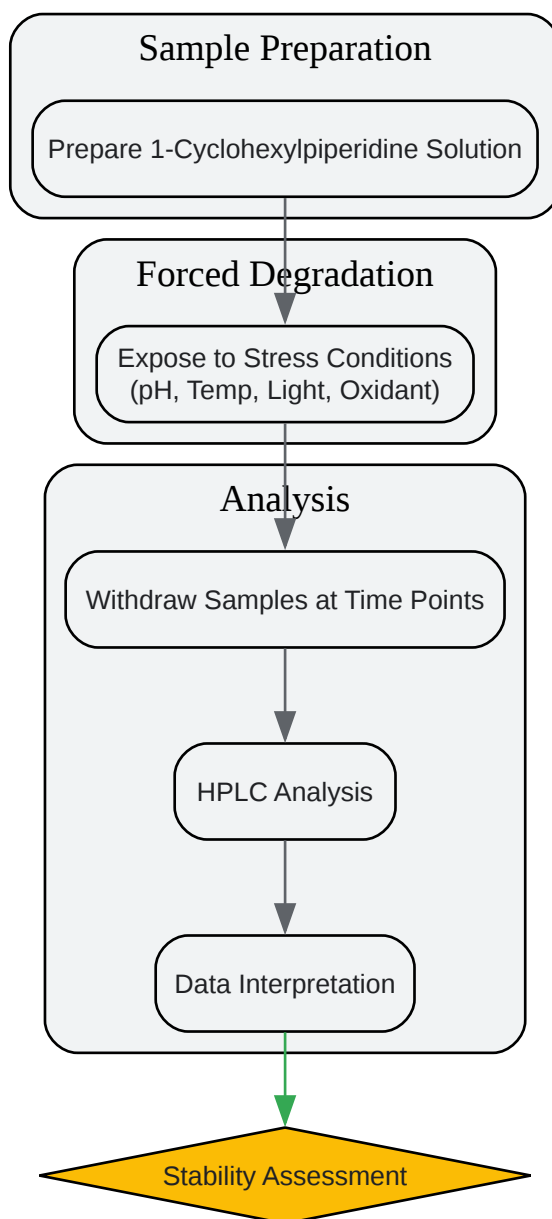 Sample Preparation
Prepare 1-Cyclohexylpiperidine Solution
Forced Degradation
Expose to Stress Conditions
(pH, Temp, Light, Oxidant)
Analysis
Withdraw Samples at Time Points
HPLC Analysis
Data Interpretation
Stability Assessment